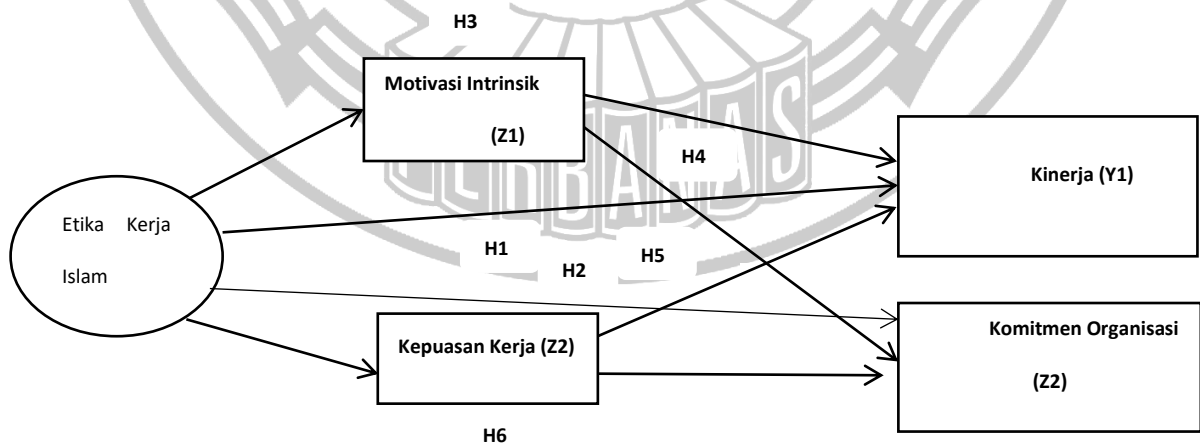 H3
Motivasi Intrinsik
(Z1)
H4
Kinerja (Y1)
Etika Kerja
Islam
H1
H2
H5
Kepuasan Kerja (Z2)
Komitmen Organisasi
(Z2)
H6
PERBANAS